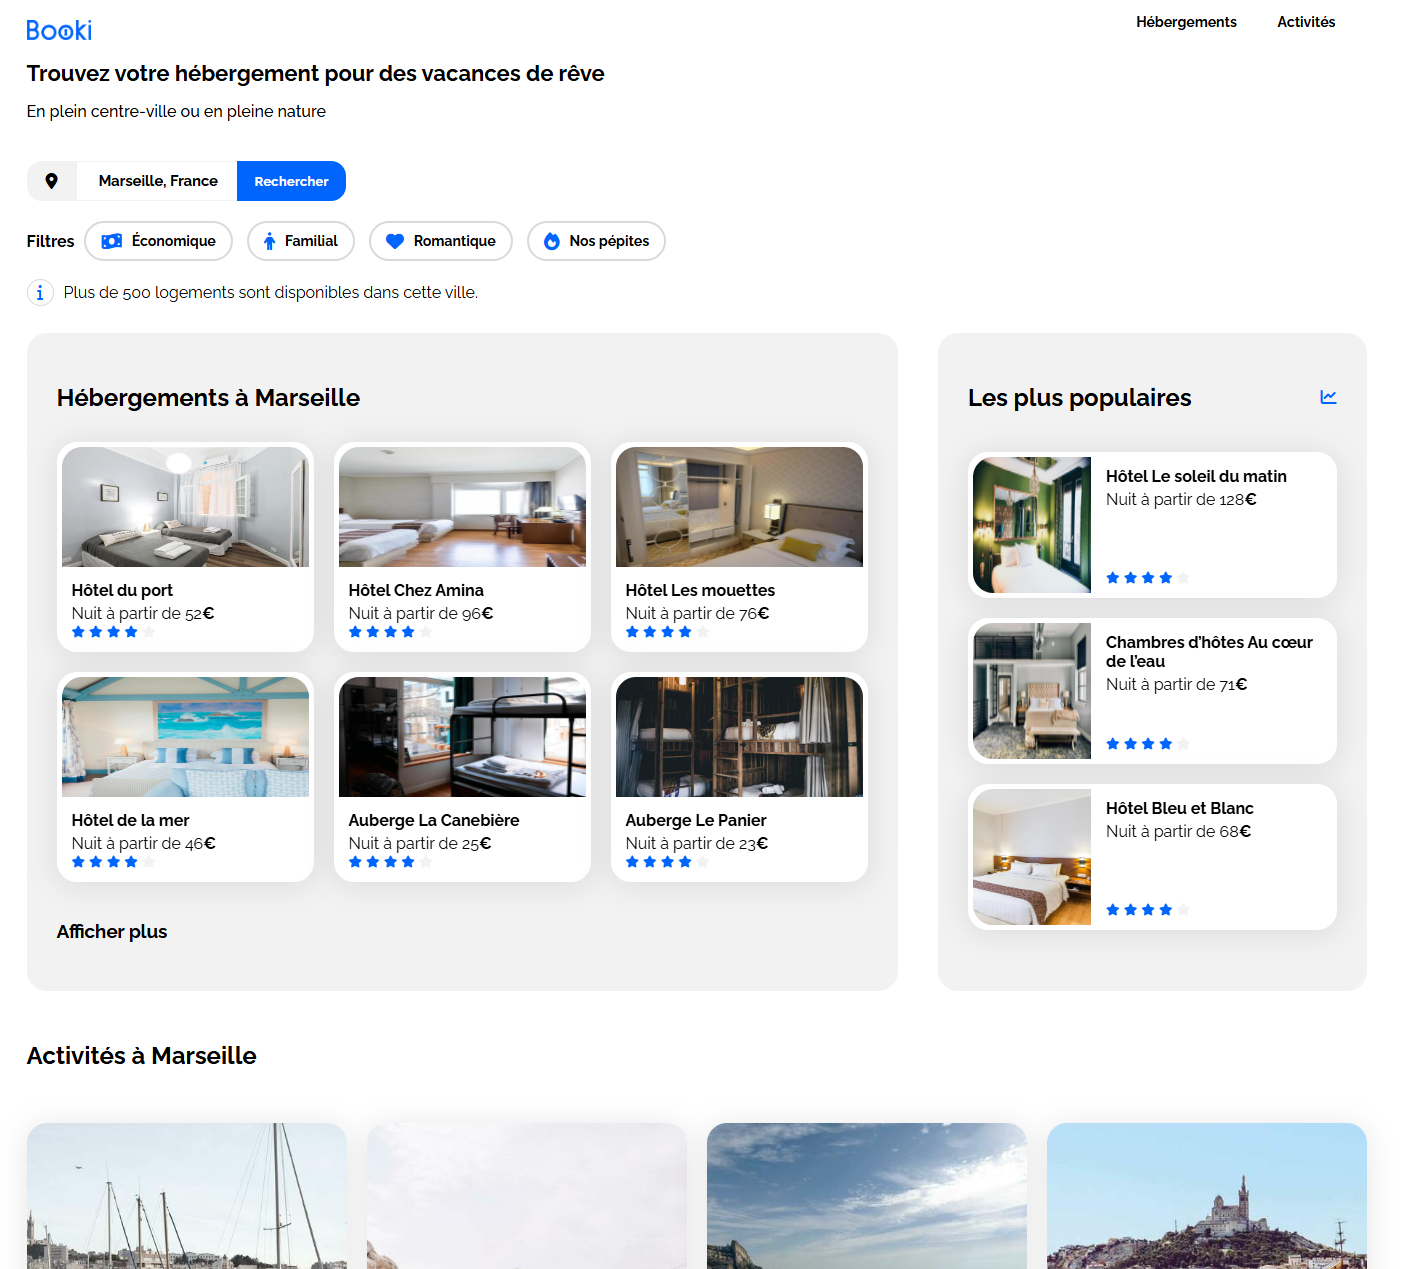 Booki
Hébergements
Activités
Trouvez votre hébergement pour des vacances de rêve
En plein centre-ville ou en pleine nature
Marseille, France
Rechercher
Filtres
Économique
Familial
Romantique
Nos pépites
Plus de 500 logements sont disponibles dans cette ville.
Hébergements à Marseille
Hôtel du port
Nuit à partir de 52€
Hôtel Chez Amina
Nuit à partir de 96€
Hôtel Les mouettes
Nuit à partir de 76€
Hôtel de la mer
Nuit à partir de 46€
Auberge La Canebière
Nuit à partir de 25€
Auberge Le Panier
Nuit à partir de 23€
Afficher plus
Les plus populaires
Hôtel Le soleil du matin
Nuit à partir de 128€
Chambres d'hôtes Au cœur
de l'eau
Nuit à partir de 71€
Hôtel Bleu et Blanc
Nuit à partir de 68€
Activités à Marseille